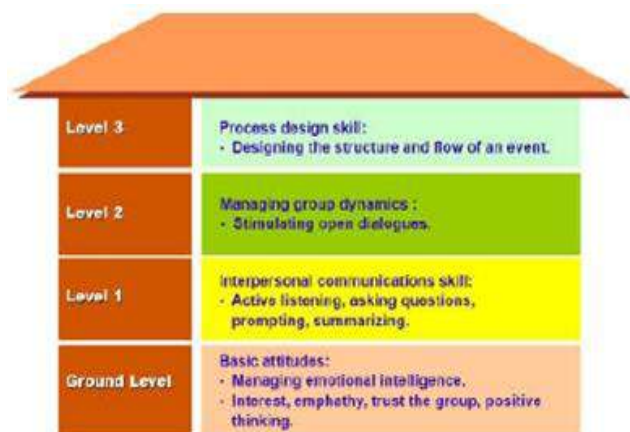 Level 3
Process design skill:
- Designing the structure and flow of an event.
Level 2
Managing group dynamics :
- Stimulating open dialogues.
Level 1
Interpersonal communications skill:
- Active listening, asking questions,
prompting, summarizing.
Ground Level
Basic attitudes:
- Managing emotional intelligence,
- Interest, emphathy, trust the group, positive
thinking.